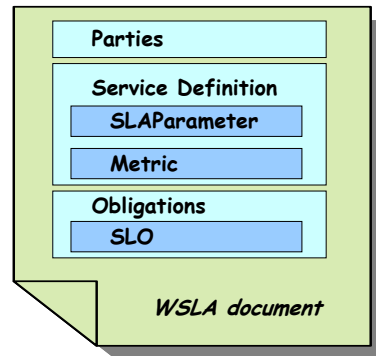 Parties
Service Definition
SLAParameter
Metric
Obligations
SLO
WSLA document